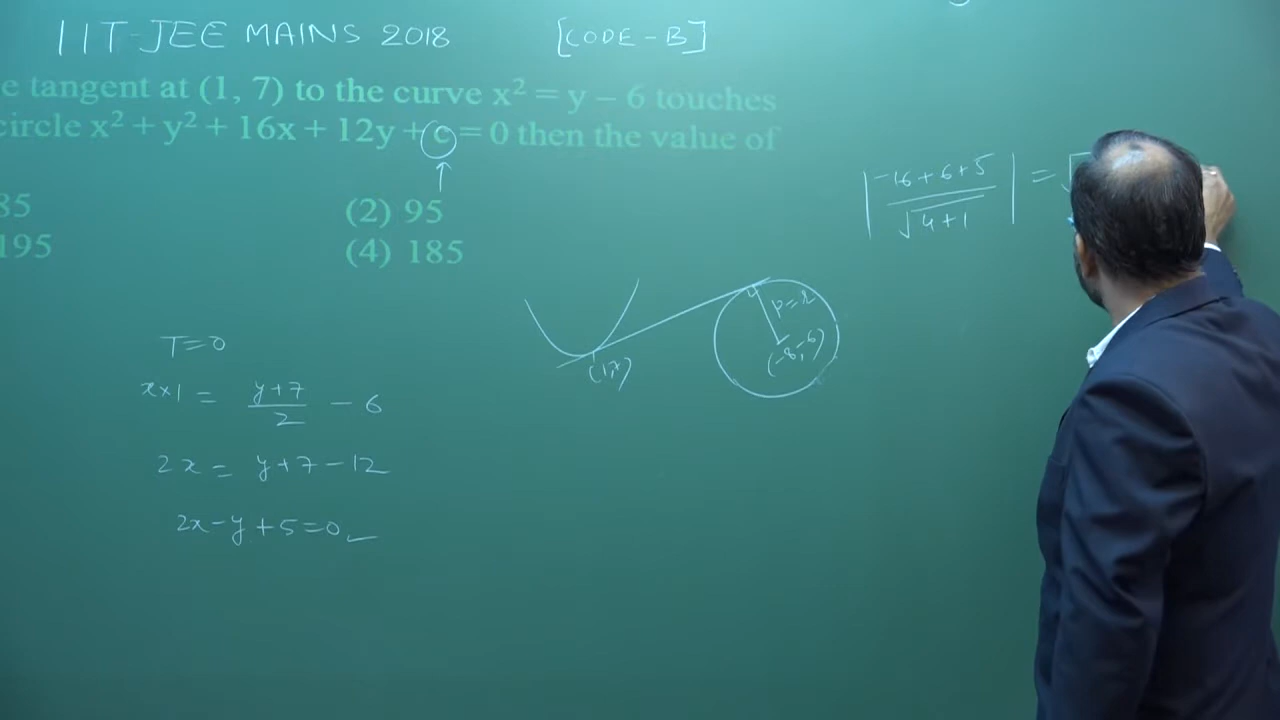 IIT-JEE MAINS 2018 [CODE-B]
e tangent at (1, 7) to the curve x² = y – 6 touches
circle x² + y² + 16x + 12y + c = 0 then the value of
85 (2) 95
195 (4) 185
|(-16+6+5)/√(4+1)| = √
p=r
(-8,-6)
(1,7)
T=0
x×1 = (y+7)/2 - 6
2x = y+7-12
2x-y+5=0